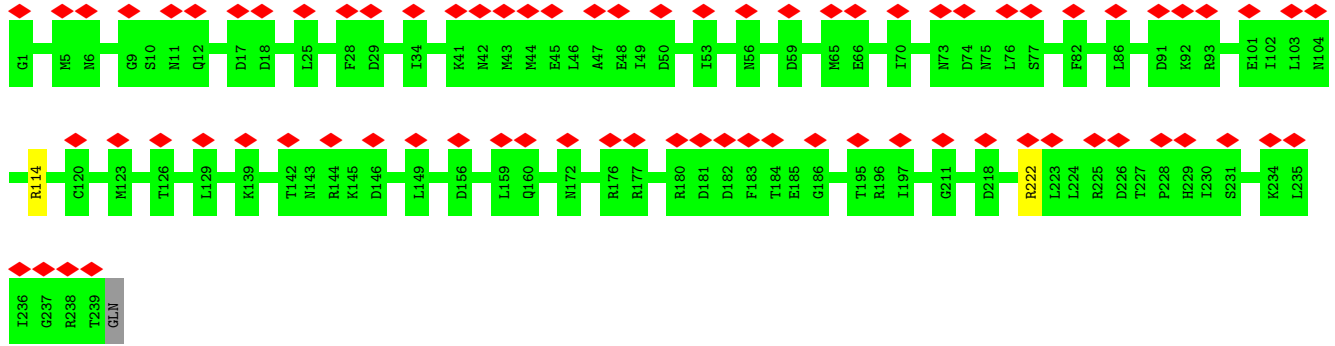 G1 M5 N6 G9 S10 N11 Q12 D17 D18 L25 F28 D29 I34 K41 N42 M43 M44 E45 L46 A47 E48 I49 D50 I53 N56 D59 M65 E66 I70 N73 D74 N75 L76 S77 F82 L86 D91 K92 R93 E101 I102 L103 N104
R114 C120 M123 T126 L129 K139 T142 N143 R144 K145 D146 L149 D156 L159 Q160 N172 R176 R177 R180 D181 D182 F183 T184 E185 G186 T195 R196 I197 G211 D218 R222 L223 L224 R225 D226 T227 P228 H229 I230 S231 K234 L235
I236 G237 R238 T239 GLN